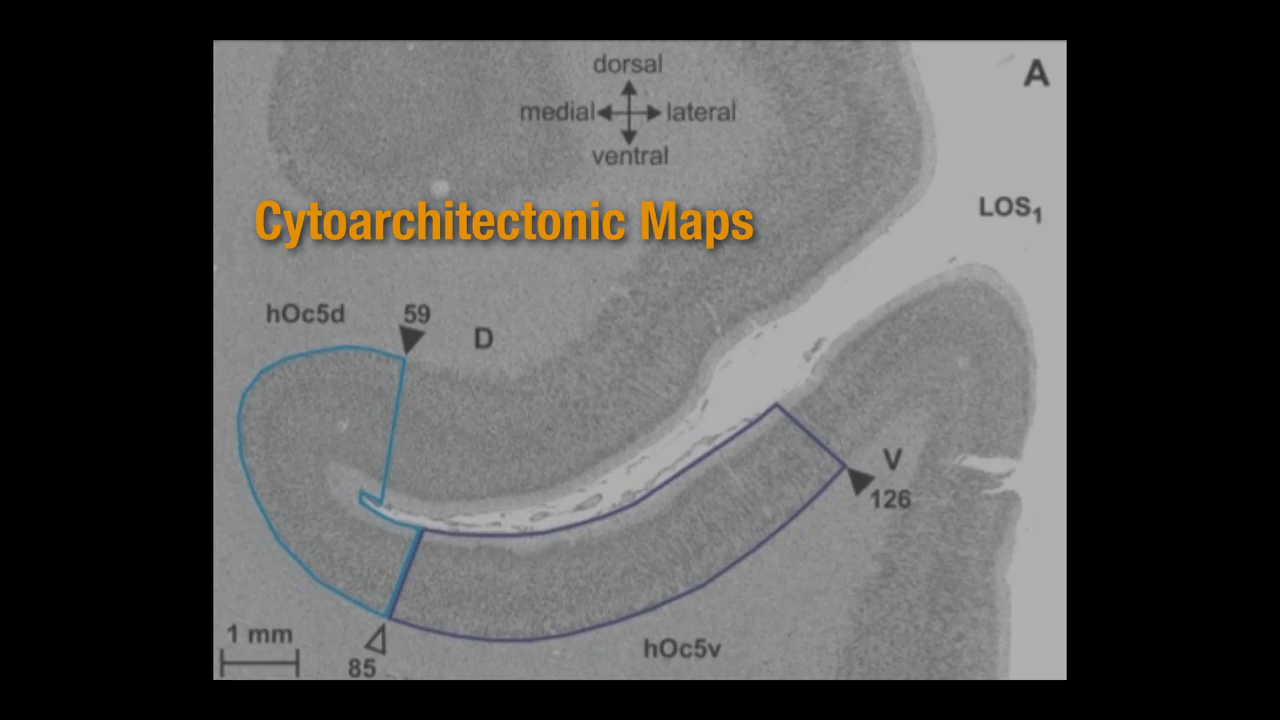 dorsal
A
medial lateral
ventral
LOS1
Cytoarchitectonic Maps
hOc5d
59
D
V
126
1 mm
85
hOc5v